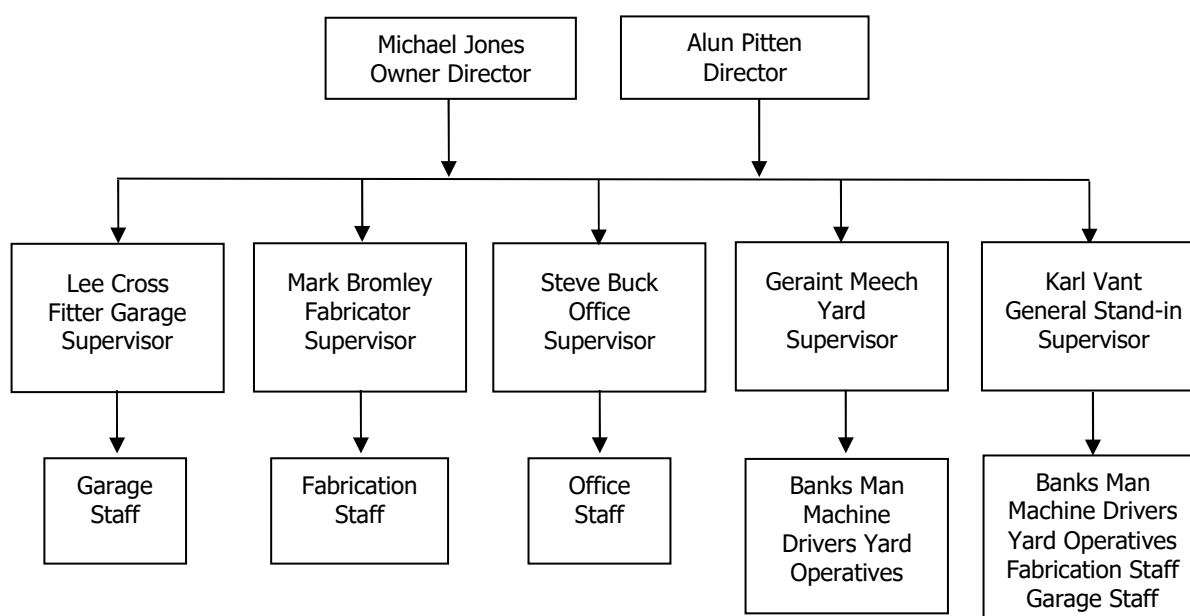 Michael Jones
Owner Director
Alun Pitten
Director
Lee Cross
Fitter Garage
Supervisor
Mark Bromley
Fabricator
Supervisor
Steve Buck
Office
Supervisor
Geraint Meech
Yard
Supervisor
Karl Vant
General Stand-in
Supervisor
Garage
Staff
Fabrication
Staff
Office
Staff
Banks Man
Machine
Drivers Yard
Operatives
Banks Man
Machine Drivers
Yard Operatives
Fabrication Staff
Garage Staff